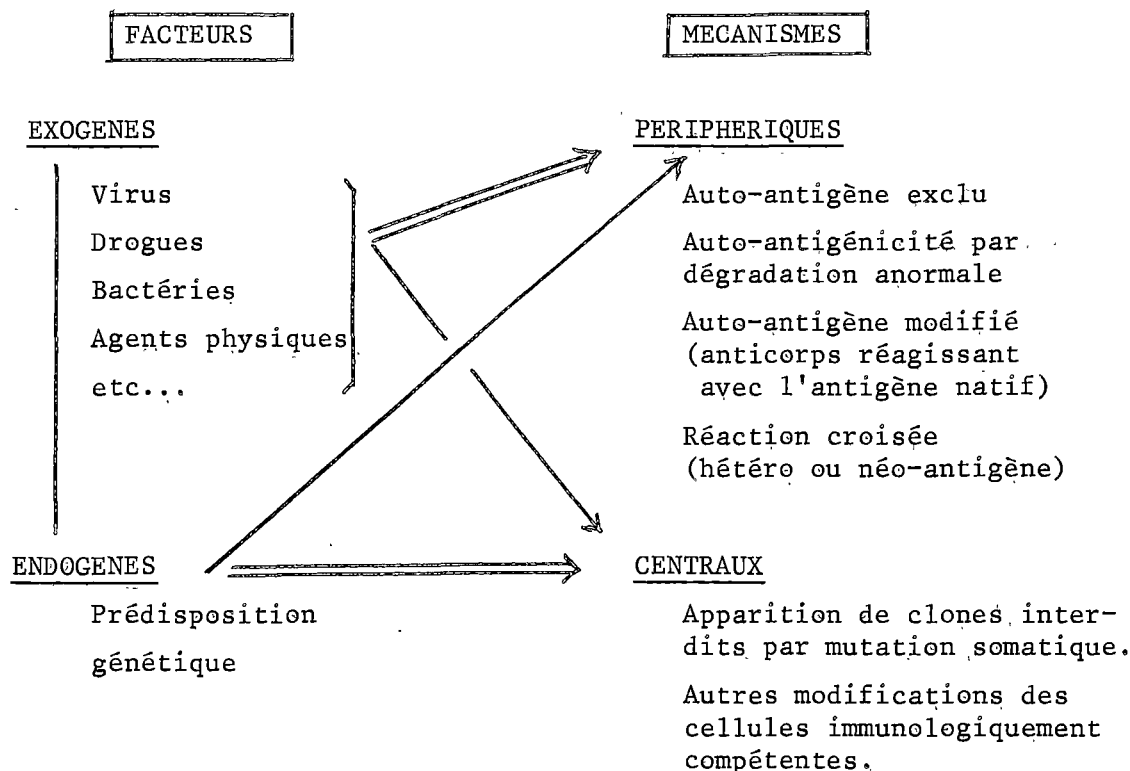 FACTEURS
MECANISMES
EXOGENES
Virus
Drogues
Bactéries
Agents physiques
etc...
ENDOGENES
Prédisposition
génétique
PERIPHERIQUES
Auto-antigène exclu
Auto-antigénicité par
dégradation anormale
Auto-antigène modifié
(anticorps réagissant
avec l'antigène natif)
Réaction croisée
(hétéro ou néo-antigène)
CENTRAUX
Apparition de clones inter-
dits par mutation somatique.
Autres modifications des
cellules immunologiquement
compétentes.